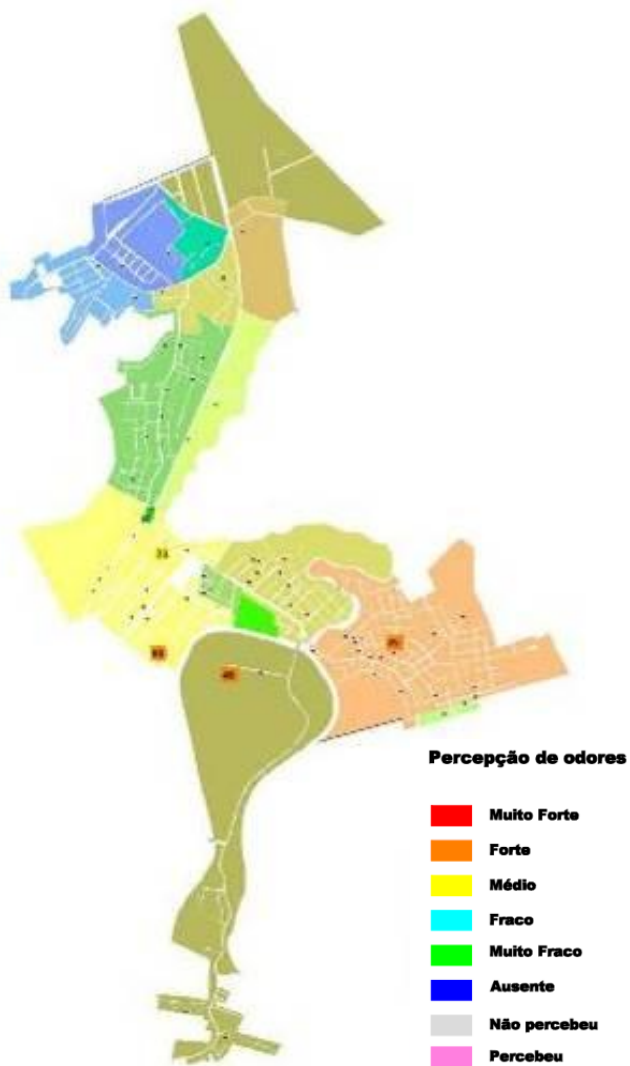 Percepção de odores
Muito Forte
Forte
Médio
Fraco
Muito Fraco
Ausente
Não percebeu
Percebeu